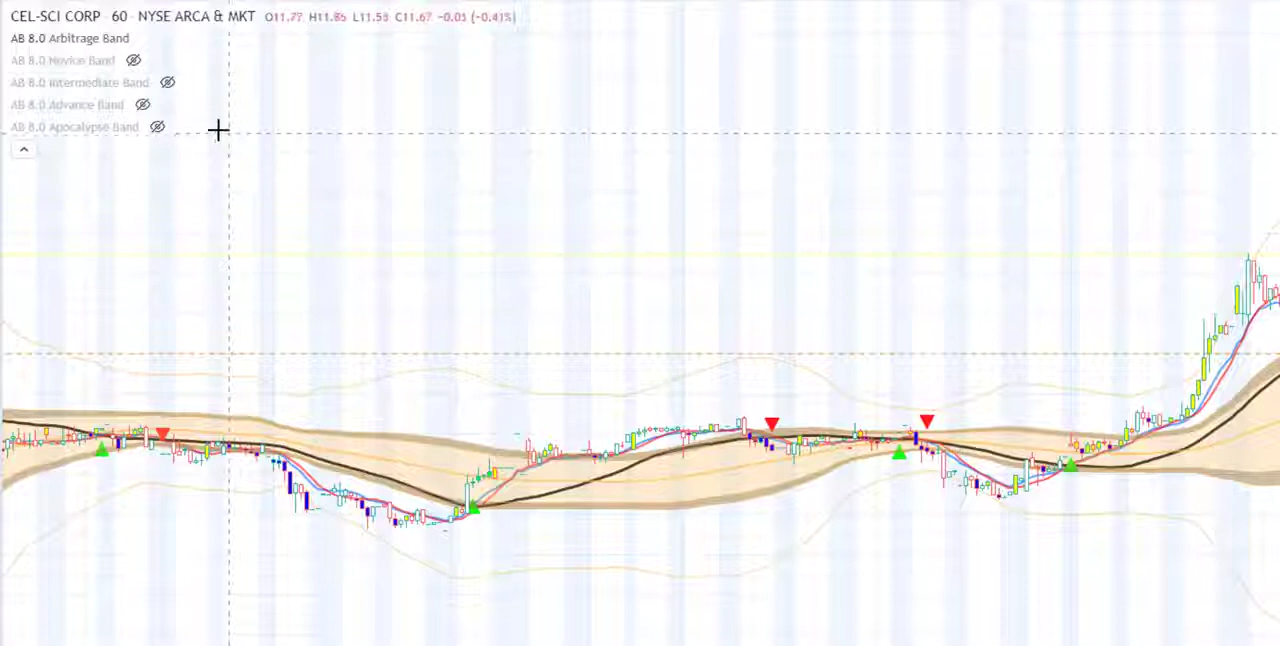 CEL-SCI CORP · 60 · NYSE ARCA & MKT O11.77 H11.85 L11.53 C11.67 −0.03 (−0.41%)
AB 8.0 Arbitrage Band
AB 8.0 Novice Band
AB 8.0 Intermediate Band
AB 8.0 Advance Band
AB 8.0 Apocalypse Band